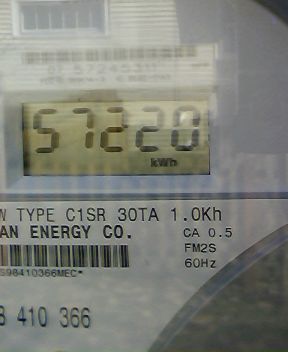 57220
kWh
TYPE C1SR 30TA 1.0Kh
AN ENERGY CO.
CA 0.5
FM2S
S98410366MEC*
60Hz
8 410 366